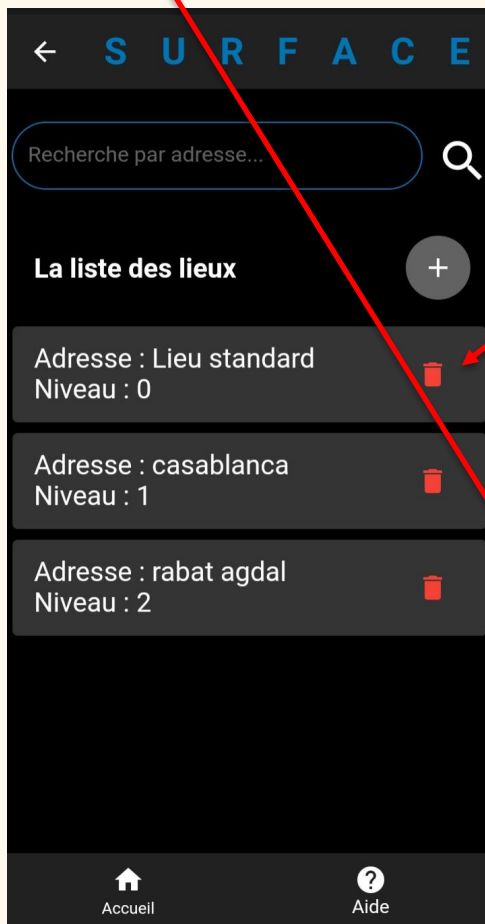 S U R F A C E
Recherche par adresse...
La liste des lieux
Adresse : Lieu standard
Niveau : 0
Adresse : casablanca
Niveau : 1
Adresse : rabat agdal
Niveau : 2
Accueil
Aide